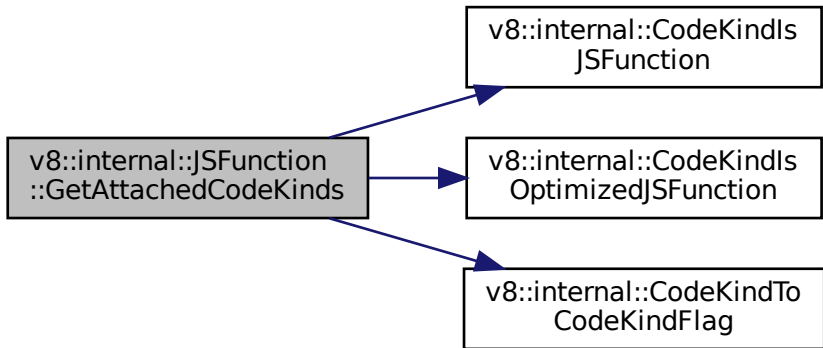 v8::internal::CodeKindIs
JSFunction
v8::internal::JSFunction
::GetAttachedCodeKinds
v8::internal::CodeKindIs
OptimizedJSFunction
v8::internal::CodeKindTo
CodeKindFlag